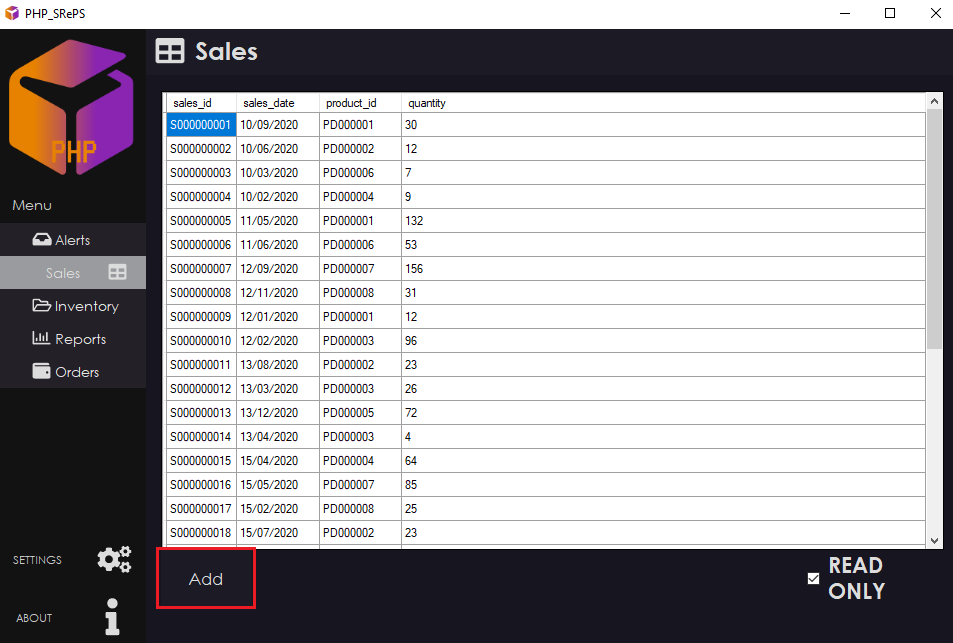 PHP_SRePS
PHP
Menu
Alerts
Sales
Inventory
Reports
Orders
SETTINGS
ABOUT
Sales
sales_id sales_date product_id quantity
S000000001 10/09/2020 PD000001 30
S000000002 10/06/2020 PD000002 12
S000000003 10/03/2020 PD000006 7
S000000004 10/02/2020 PD000004 9
S000000005 11/05/2020 PD000001 132
S000000006 11/06/2020 PD000006 53
S000000007 12/09/2020 PD000007 156
S000000008 12/11/2020 PD000008 31
S000000009 12/01/2020 PD000001 12
S000000010 12/02/2020 PD000003 96
S000000011 13/08/2020 PD000002 23
S000000012 13/03/2020 PD000003 26
S000000013 13/12/2020 PD000005 72
S000000014 13/04/2020 PD000003 4
S000000015 15/04/2020 PD000004 64
S000000016 15/05/2020 PD000007 85
S000000017 15/02/2020 PD000008 25
S000000018 15/07/2020 PD000002 23
Add
READ
ONLY